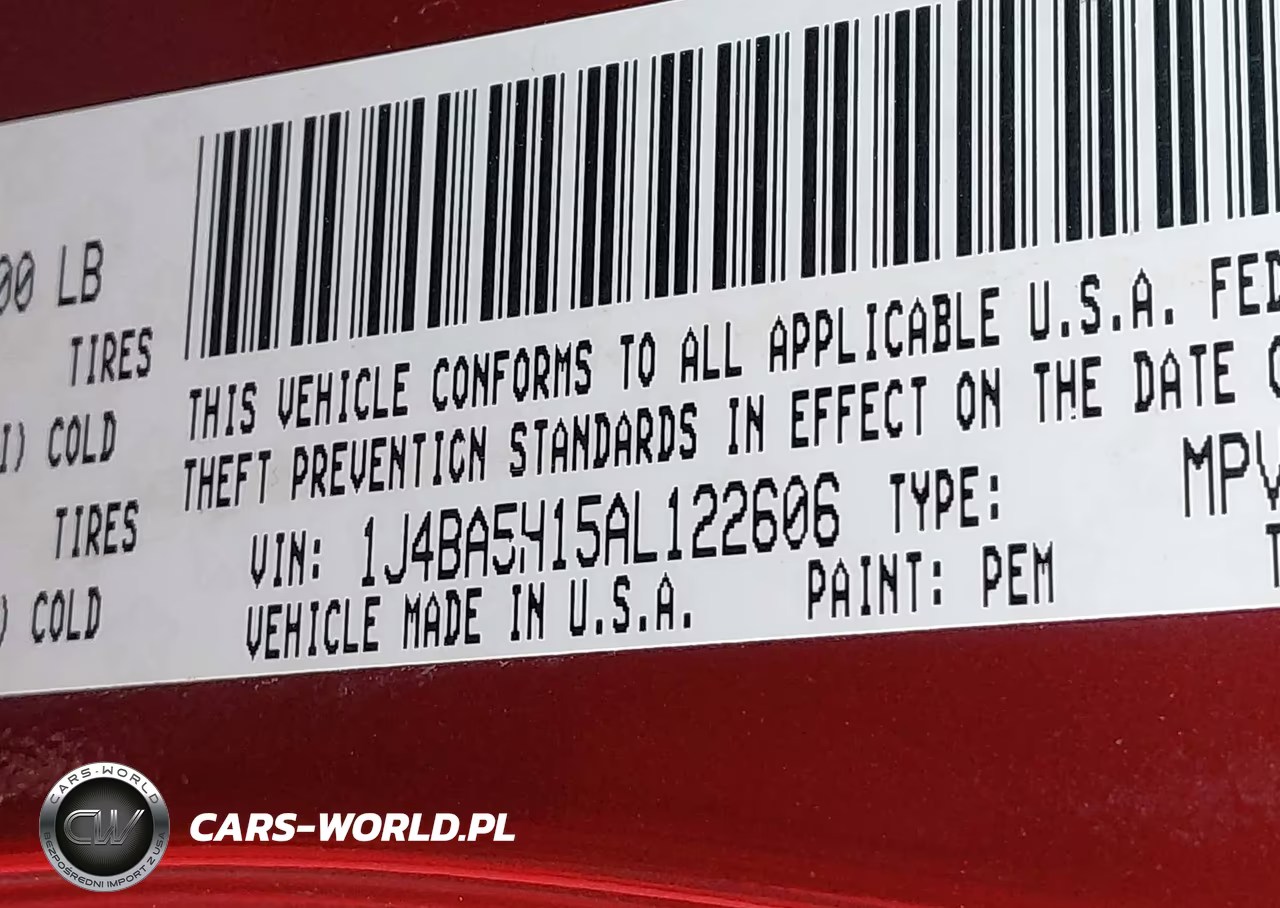 00 LB
TIRES
I) COLD
TIRES
) COLD
THIS VEHICLE CONFORMS TO ALL APPLICABLE U.S.A. FED
THEFT PREVENTION STANDARDS IN EFFECT ON THE DATE
VIN: 1J4BA5H15AL122606 TYPE: MPV
VEHICLE MADE IN U.S.A. PAINT: PEM T
CARS-WORLD
CW
BEZPOŚREDNI IMPORT Z USA
CARS-WORLD.PL